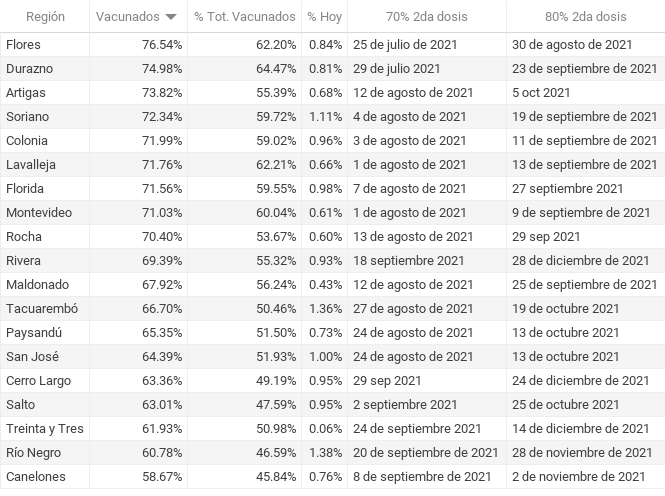 Región Vacunados % Tot. Vacunados % Hoy 70% 2da dosis 80% 2da dosis
Flores 76.54% 62.20% 0.84% 25 de julio de 2021 30 de agosto de 2021
Durazno 74.98% 64.47% 0.81% 29 de julio 2021 23 de septiembre de 2021
Artigas 73.82% 55.39% 0.68% 12 de agosto de 2021 5 oct 2021
Soriano 72.34% 59.72% 1.11% 4 de agosto de 2021 19 de septiembre de 2021
Colonia 71.99% 59.02% 0.96% 3 de agosto de 2021 11 de septiembre de 2021
Lavalleja 71.76% 62.21% 0.66% 1 de agosto de 2021 13 de septiembre de 2021
Florida 71.56% 59.55% 0.98% 7 de agosto de 2021 27 septiembre 2021
Montevideo 71.03% 60.04% 0.61% 1 de agosto de 2021 9 de septiembre de 2021
Rocha 70.40% 53.67% 0.60% 13 de agosto de 2021 29 sep 2021
Rivera 69.39% 55.32% 0.93% 18 septiembre 2021 28 de diciembre de 2021
Maldonado 67.92% 56.24% 0.43% 12 de agosto de 2021 25 de septiembre de 2021
Tacuarembó 66.70% 50.46% 1.36% 27 de agosto de 2021 19 de octubre 2021
Paysandú 65.35% 51.50% 0.73% 24 de agosto de 2021 13 de octubre 2021
San José 64.39% 51.93% 1.00% 24 de agosto de 2021 13 de octubre 2021
Cerro Largo 63.36% 49.19% 0.95% 29 sep 2021 24 de diciembre de 2021
Salto 63.01% 47.59% 0.95% 2 septiembre 2021 25 de octubre de 2021
Treinta y Tres 61.93% 50.98% 0.06% 24 de septiembre de 2021 14 de diciembre de 2021
Río Negro 60.78% 46.59% 1.38% 20 de septiembre de 2021 28 de noviembre de 2021
Canelones 58.67% 45.84% 0.76% 8 de septiembre de 2021 2 de noviembre de 2021